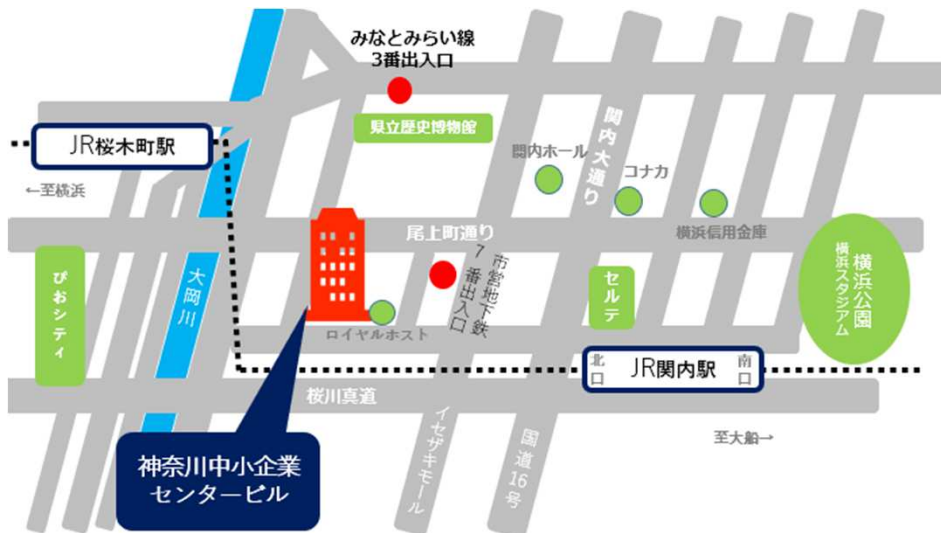 みなとみらい線
3番出入口
県立歴史博物館
JR桜木町駅
←至横浜
関内ホール
関内大通り
コナカ
横浜信用金庫
尾上町通り
市営地下鉄
7番出入口
ぴおシティ
大岡川
ロイヤルホスト
セルテ
横浜公園
横浜スタジアム
北口
JR関内駅
南口
桜川真道
至大船→
イセザキモール
国道16号
神奈川中小企業
センタービル